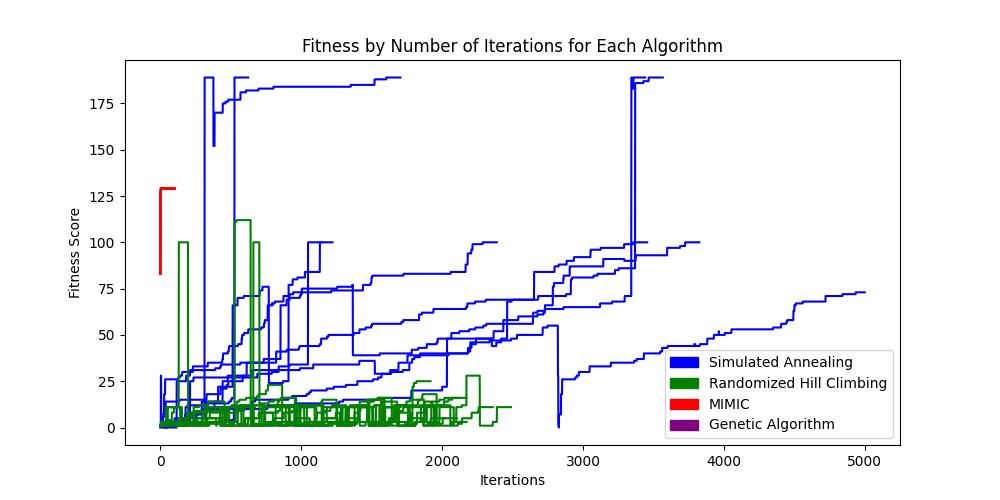 Fitness by Number of Iterations for Each Algorithm
Fitness Score
175
150
125
100
75
50
25
0
0 1000 2000 3000 4000 5000
Iterations
Simulated Annealing
Randomized Hill Climbing
MIMIC
Genetic Algorithm